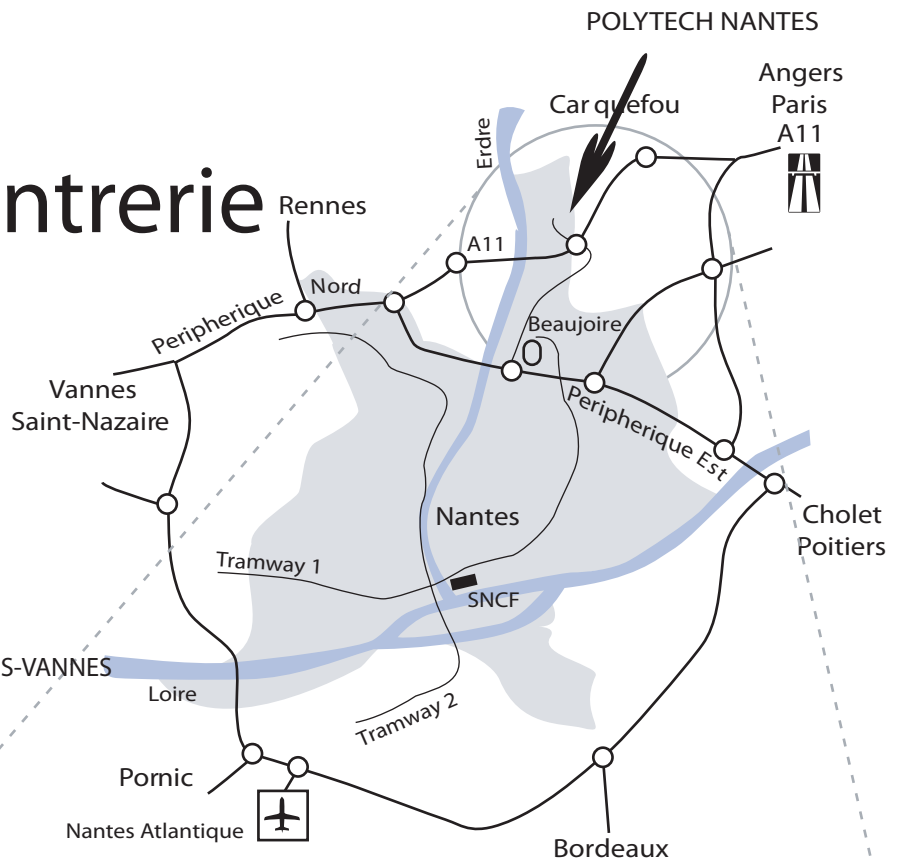 POLYTECH NANTES
Angers
Paris
A11
Car quefou
Erdre
ntrerie
Rennes
A11
Nord
Peripherique
Beaujoire
Vannes
Saint-Nazaire
Peripherique Est
Nantes
Cholet
Poitiers
Tramway 1
SNCF
S-VANNES
Loire
Tramway 2
Pornic
Nantes Atlantique
Bordeaux